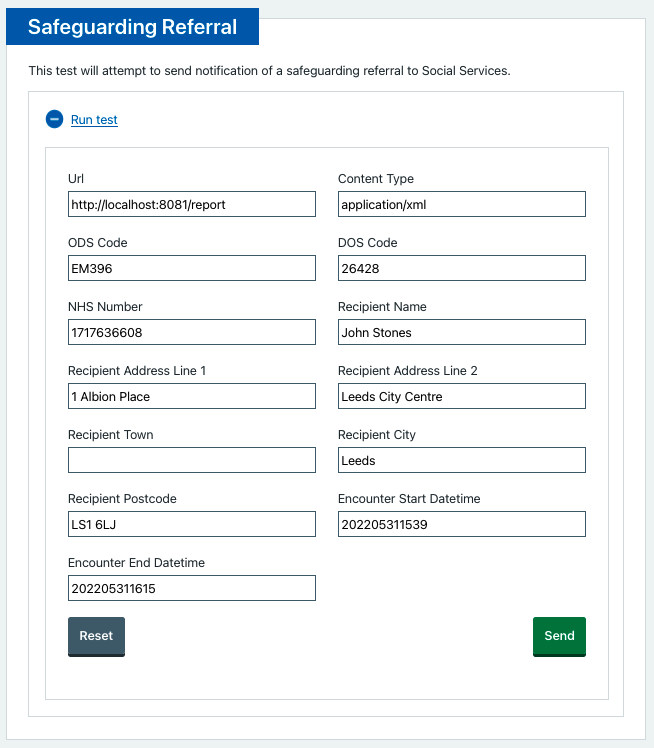 Safeguarding Referral
This test will attempt to send notification of a safeguarding referral to Social Services.
Run test
Url
Content Type
http://localhost:8081/report
application/xml
ODS Code
DOS Code
EM396
26428
NHS Number
Recipient Name
1717636608
John Stones
Recipient Address Line 1
Recipient Address Line 2
1 Albion Place
Leeds City Centre
Recipient Town
Recipient City
Leeds
Recipient Postcode
Encounter Start Datetime
LS1 6LJ
202205311539
Encounter End Datetime
202205311615
Reset
Send